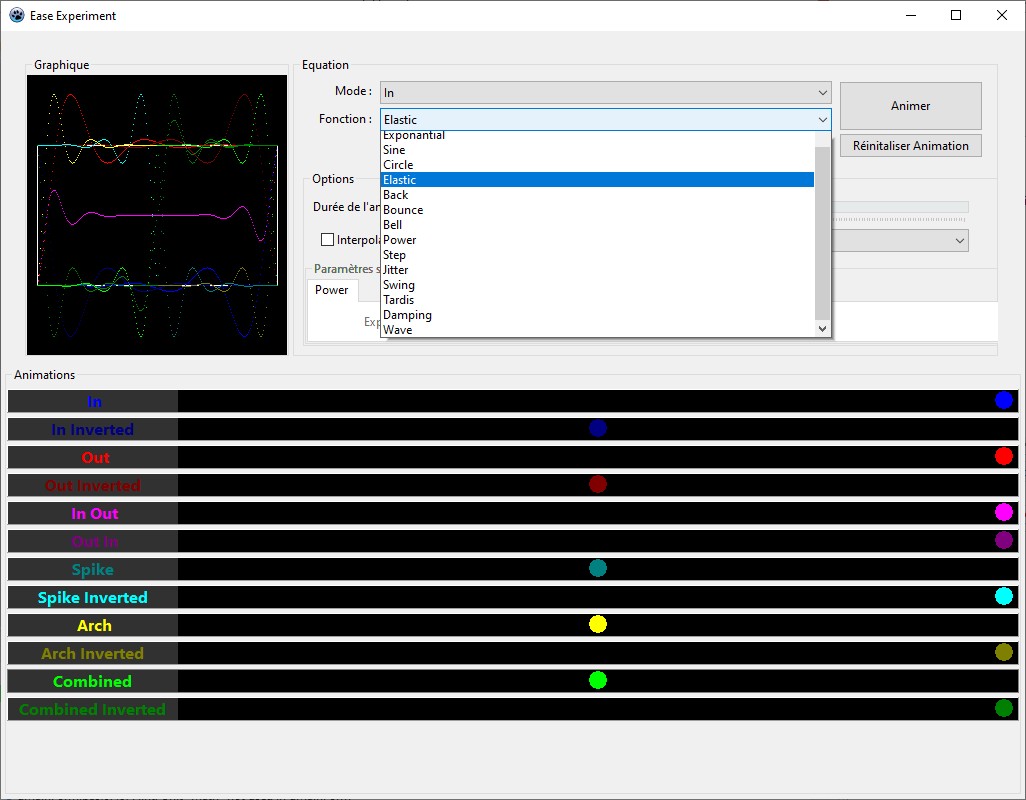 Ease Experiment
Graphique
Equation
Mode :
In
Animer
Fonction :
Elastic
Réinitaliser Animation
Exponantial
Sine
Circle
Elastic
Back
Bounce
Bell
Power
Step
Jitter
Swing
Tardis
Damping
Wave
Options
Durée de l'an
Interpola
Paramètres s
Power
Exp
Animations
In
In Inverted
Out
Out Inverted
In Out
Out In
Spike
Spike Inverted
Arch
Arch Inverted
Combined
Combined Inverted